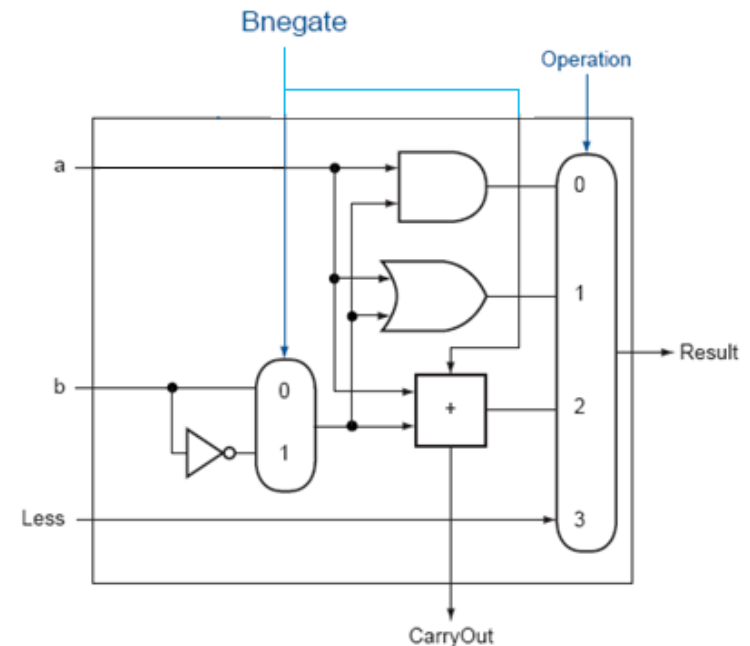 Bnegate
Operation
a
0
1
b
0
Result
+
2
1
Less
3
CarryOut